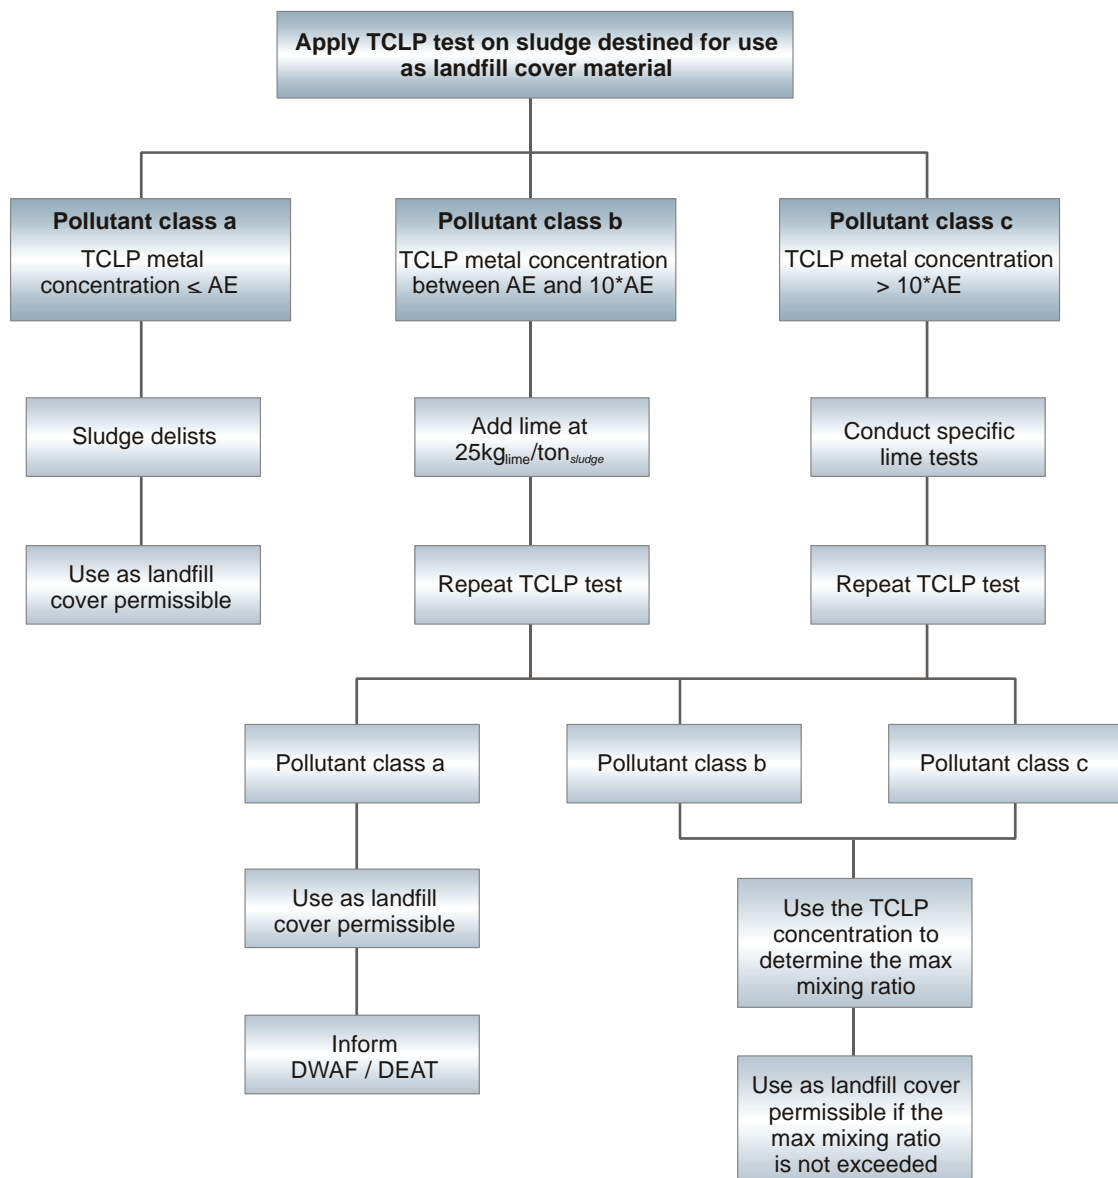 Apply TCLP test on sludge destined for use
as landfill cover material
Pollutant class a
TCLP metal
concentration ≤ AE
Pollutant class b
TCLP metal concentration
between AE and 10*AE
Pollutant class c
TCLP metal concentration
> 10*AE
Sludge delists
Add lime at
25kglime/tonsludge
Conduct specific
lime tests
Use as landfill
cover permissible
Repeat TCLP test
Repeat TCLP test
Pollutant class a
Pollutant class b
Pollutant class c
Use as landfill
cover permissible
Use the TCLP
concentration to
determine the max
mixing ratio
Inform
DWAF / DEAT
Use as landfill cover
permissible if the
max mixing ratio
is not exceeded